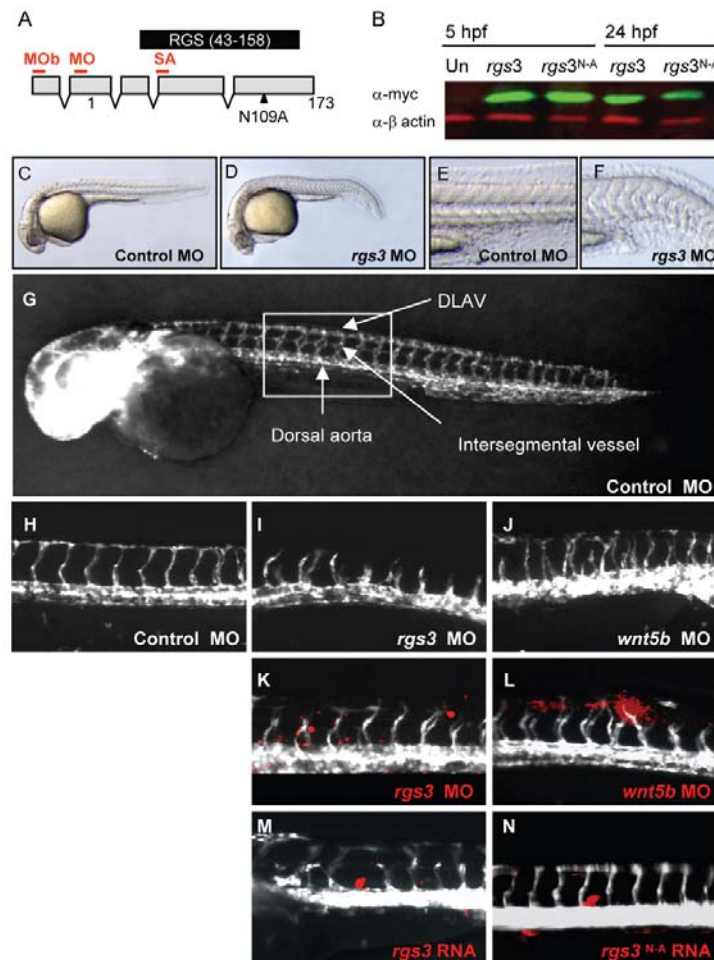 A
RGS (43-158)
MOb MO SA
1 N109A 173
B
5 hpf 24 hpf
Un rgs3 rgs3N-A rgs3 rgs3N-A
α-myc
α-β actin
C
Control MO
D
rgs3 MO
E
Control MO
F
rgs3 MO
G
DLAV
Dorsal aorta
Intersegmental vessel
Control MO
H
Control MO
I
rgs3 MO
J
wnt5b MO
K
rgs3 MO
L
wnt5b MO
M
rgs3 RNA
N
rgs3 N-A RNA